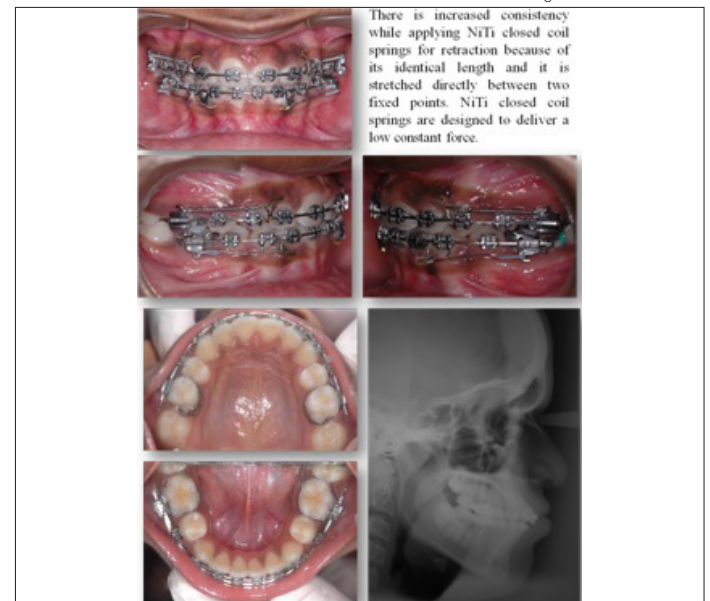 There is increased consistency
while applying NiTi closed coil
springs for retraction because of
its identical length and it is
stretched directly between two
fixed points. NiTi closed coil
springs are designed to deliver a
low constant force.